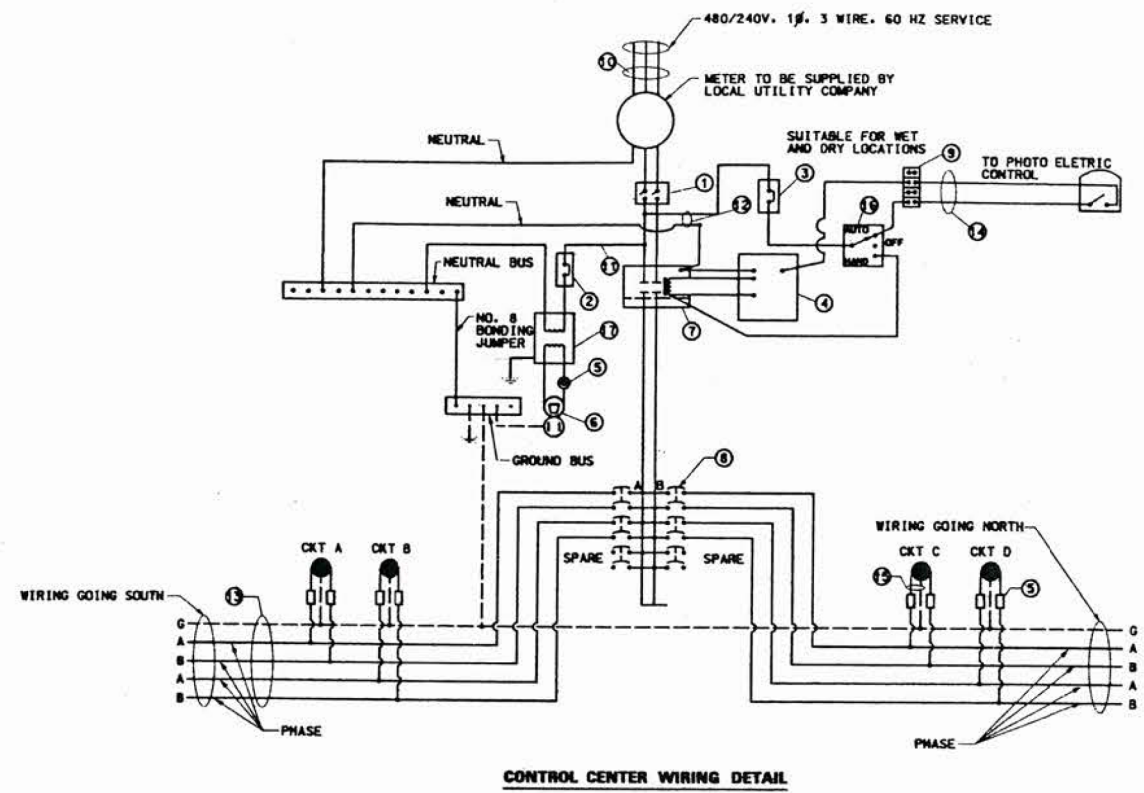 480/240V. 1Ø. 3 WIRE. 60 HZ SERVICE
10
METER TO BE SUPPLIED BY
LOCAL UTILITY COMPANY
NEUTRAL
SUITABLE FOR WET
AND DRY LOCATIONS
9
TO PHOTO ELETRIC
CONTROL
1
3
NEUTRAL
12
16
14
AUTO
OFF
HAND
11
NEUTRAL BUS
2
4
7
NO. 8
BONDING
JUMPER
17
5
6
GROUND BUS
A B
8
WIRING GOING NORTH
CKT A
CKT B
SPARE
SPARE
CKT C
CKT D
15
5
WIRING GOING SOUTH
13
G
A
B
A
B
G
A
B
A
B
PHASE
PHASE
CONTROL CENTER WIRING DETAIL